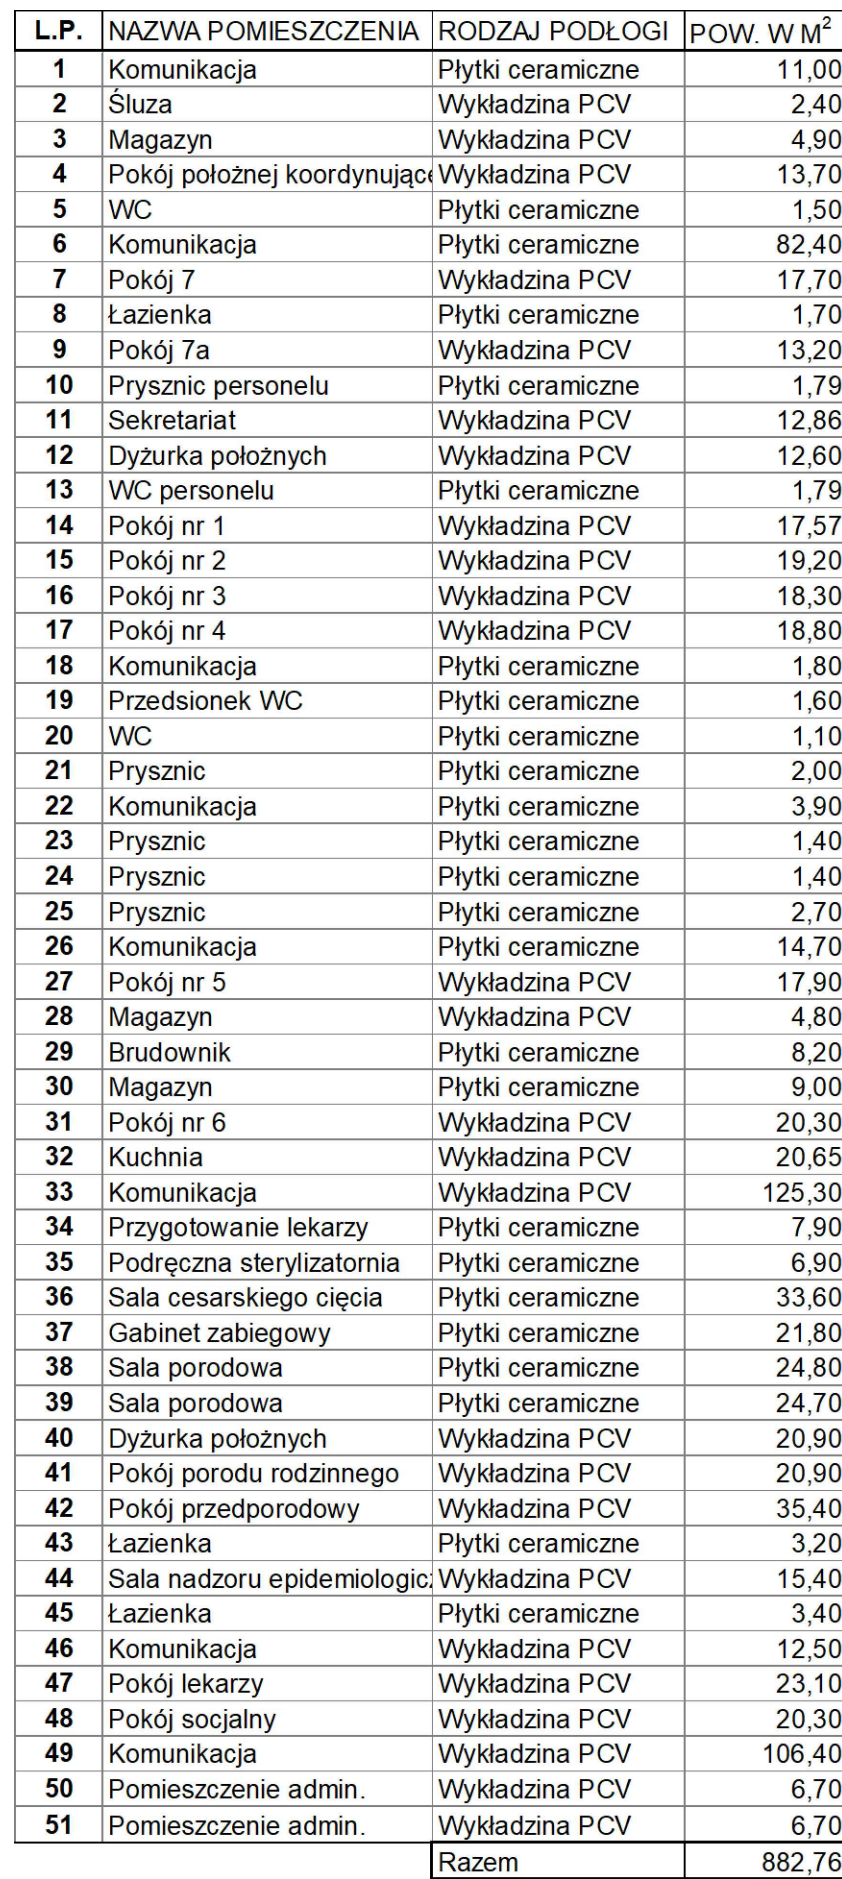 L.P. NAZWA POMIESZCZENIA RODZAJ PODŁOGI POW. W M²
1 Komunikacja Płytki ceramiczne 11,00
2 Śluza Wykładzina PCV 2,40
3 Magazyn Wykładzina PCV 4,90
4 Pokój położnej koordynujące Wykładzina PCV 13,70
5 WC Płytki ceramiczne 1,50
6 Komunikacja Płytki ceramiczne 82,40
7 Pokój 7 Wykładzina PCV 17,70
8 Łazienka Płytki ceramiczne 1,70
9 Pokój 7a Wykładzina PCV 13,20
10 Prysznic personelu Płytki ceramiczne 1,79
11 Sekretariat Wykładzina PCV 12,86
12 Dyżurka położnych Wykładzina PCV 12,60
13 WC personelu Płytki ceramiczne 1,79
14 Pokój nr 1 Wykładzina PCV 17,57
15 Pokój nr 2 Wykładzina PCV 19,20
16 Pokój nr 3 Wykładzina PCV 18,30
17 Pokój nr 4 Wykładzina PCV 18,80
18 Komunikacja Płytki ceramiczne 1,80
19 Przedsionek WC Płytki ceramiczne 1,60
20 WC Płytki ceramiczne 1,10
21 Prysznic Płytki ceramiczne 2,00
22 Komunikacja Płytki ceramiczne 3,90
23 Prysznic Płytki ceramiczne 1,40
24 Prysznic Płytki ceramiczne 1,40
25 Prysznic Płytki ceramiczne 2,70
26 Komunikacja Płytki ceramiczne 14,70
27 Pokój nr 5 Wykładzina PCV 17,90
28 Magazyn Wykładzina PCV 4,80
29 Brudownik Płytki ceramiczne 8,20
30 Magazyn Płytki ceramiczne 9,00
31 Pokój nr 6 Wykładzina PCV 20,30
32 Kuchnia Wykładzina PCV 20,65
33 Komunikacja Wykładzina PCV 125,30
34 Przygotowanie lekarzy Płytki ceramiczne 7,90
35 Podręczna sterylizatornia Płytki ceramiczne 6,90
36 Sala cesarskiego cięcia Płytki ceramiczne 33,60
37 Gabinet zabiegowy Płytki ceramiczne 21,80
38 Sala porodowa Płytki ceramiczne 24,80
39 Sala porodowa Płytki ceramiczne 24,70
40 Dyżurka położnych Wykładzina PCV 20,90
41 Pokój porodu rodzinnego Wykładzina PCV 20,90
42 Pokój przedporodowy Wykładzina PCV 35,40
43 Łazienka Płytki ceramiczne 3,20
44 Sala nadzoru epidemiologicz Wykładzina PCV 15,40
45 Łazienka Płytki ceramiczne 3,40
46 Komunikacja Wykładzina PCV 12,50
47 Pokój lekarzy Wykładzina PCV 23,10
48 Pokój socjalny Wykładzina PCV 20,30
49 Komunikacja Wykładzina PCV 106,40
50 Pomieszczenie admin. Wykładzina PCV 6,70
51 Pomieszczenie admin. Wykładzina PCV 6,70
Razem 882,76